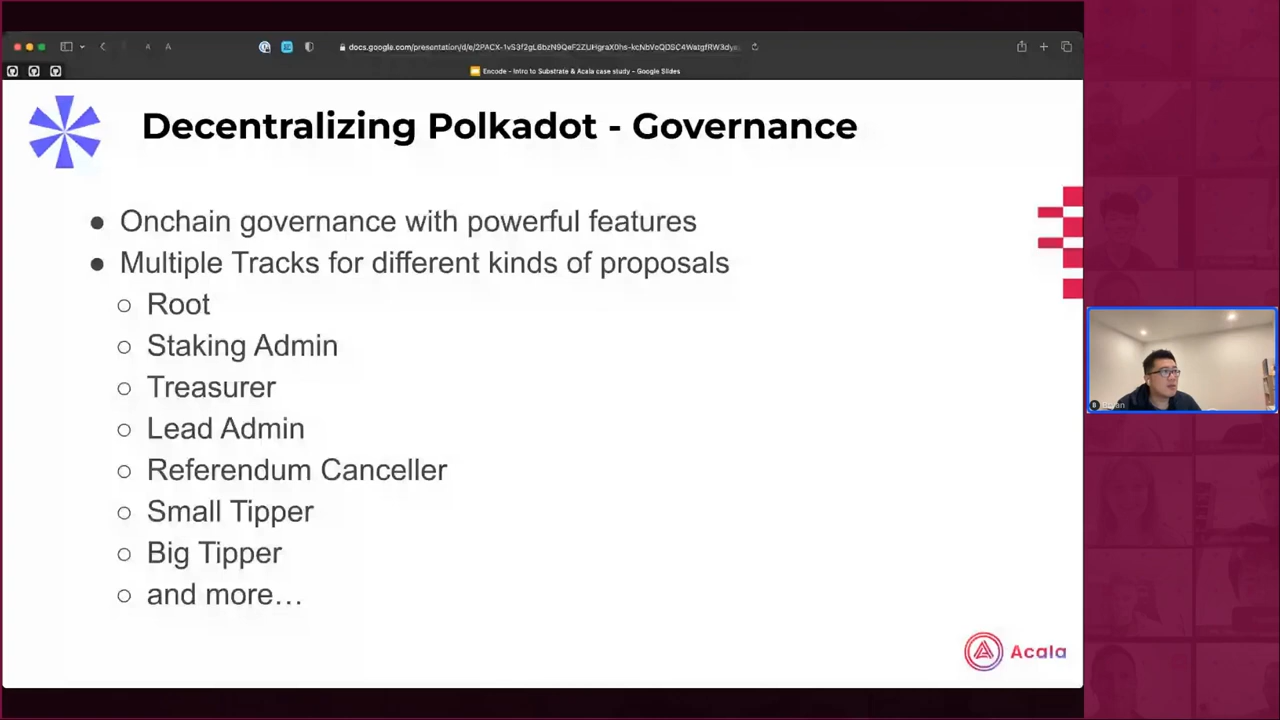 Encode - Intro to Substrate & Acala case study - Google Slides
Decentralizing Polkadot - Governance
● Onchain governance with powerful features
● Multiple Tracks for different kinds of proposals
○ Root
○ Staking Admin
○ Treasurer
○ Lead Admin
○ Referendum Canceller
○ Small Tipper
○ Big Tipper
○ and more…
Acala